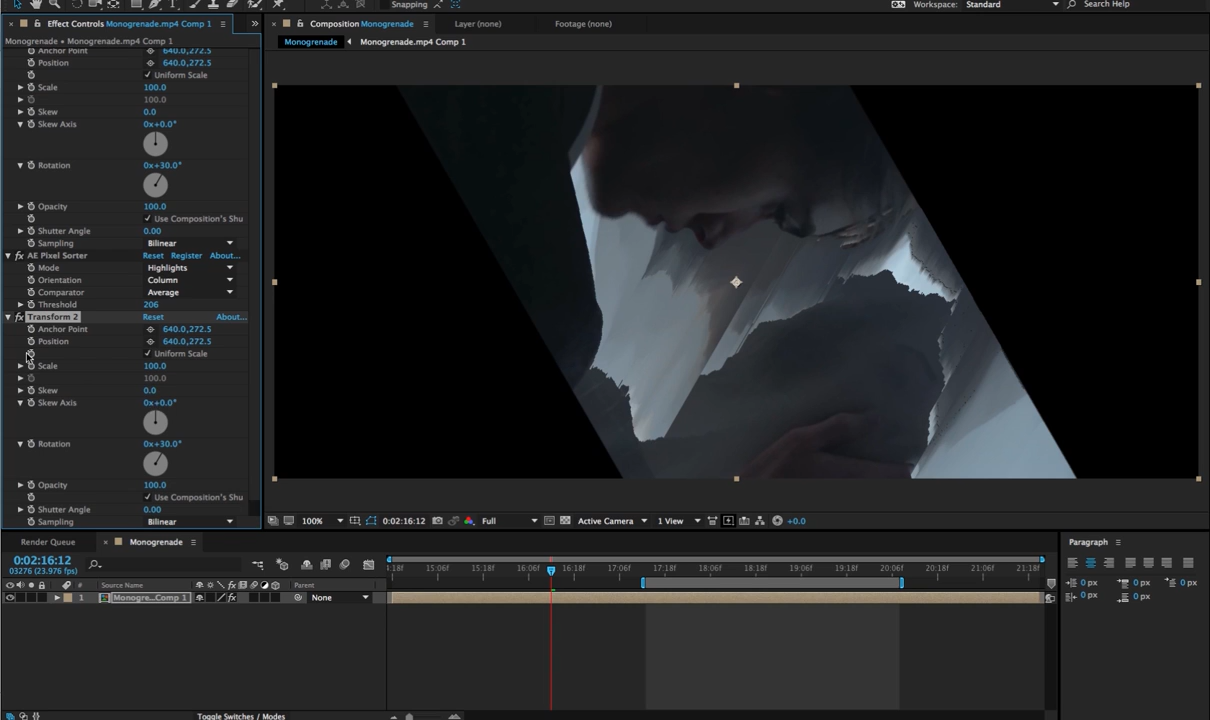 Snapping
Workspace: Standard
Search Help
× Effect Controls Monogrenade.mp4 Comp 1
Monogrenade • Monogrenade.mp4 Comp 1
Anchor Point 640.0,272.5
Position 640.0,272.5
Uniform Scale
Scale 100.0
100.0
Skew 0.0
Skew Axis 0x+0.0°
Rotation 0x+30.0°
Opacity 100.0
Use Composition's Shu
Shutter Angle 0.00
Sampling Bilinear
fx AE Pixel Sorter Reset Register About...
Mode Highlights
Orientation Column
Comparator Average
Threshold 206
fx Transform 2 Reset About...
Anchor Point 640.0,272.5
Position 640.0,272.5
Uniform Scale
Scale 100.0
100.0
Skew 0.0
Skew Axis 0x+0.0°
Rotation 0x+30.0°
Opacity 100.0
Use Composition's Shu
Shutter Angle 0.00
Sampling Bilinear
× Composition Monogrenade
Layer (none)
Footage (none)
Monogrenade Monogrenade.mp4 Comp 1
100% 0:02:16:12 Full Active Camera 1 View +0.0
Render Queue × Monogrenade
0:02:16:12
03276 (23.976 fps)
:18f 15:06f 15:18f 16:06f 16:18f 17:06f 17:18f 18:06f 18:18f 19:06f 19:18f 20:06f 20:18f 21:06f 21:18f
# Source Name fx Parent
1 Monogre...Comp 1 fx None
Toggle Switches / Modes
Paragraph
0 px 0 px 0 px
0 px 0 px